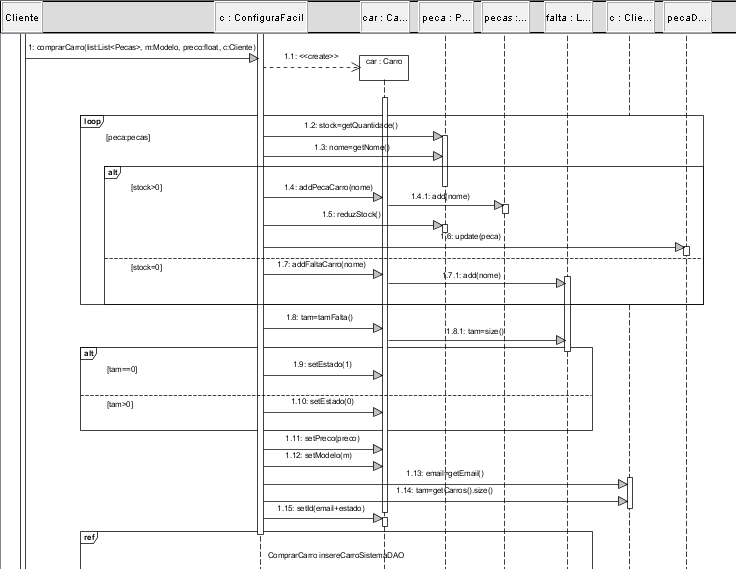 Cliente
c : ConfiguraFacil
car : Ca...
peca : P...
pecas :...
falta : L...
c : Clie...
pecaD...
1: comprarCarro(list:List<Pecas>, m:Modelo, preco:float, c:Cliente)
1.1: <<create>>
car : Carro
loop
[peca:pecas]
1.2: stock=getQuantidade()
1.3: nome=getNome()
alt
[stock>0]
1.4: addPecaCarro(nome)
1.4.1: add(nome)
1.5: reduzStock()
1.6: update(peca)
[stock=0]
1.7: addFaltaCarro(nome)
1.7.1: add(nome)
1.8: tam=tamFalta()
1.8.1: tam=size()
alt
[tam==0]
1.9: setEstado(1)
[tam>0]
1.10: setEstado(0)
1.11: setPreco(preco)
1.12: setModelo(m)
1.13: email=getEmail()
1.14: tam=getCarros().size()
1.15: setId(email+estado)
ref
ComprarCarro insereCarroSistemaDAO